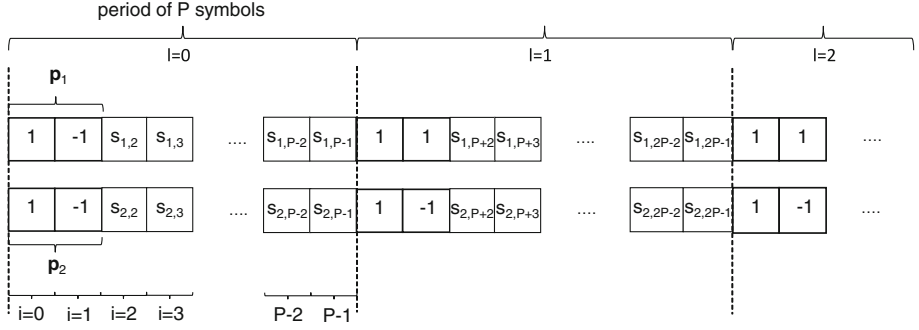 period of P symbols
l=0 l=1 l=2
p₁
1 -1 s₁,₂ s₁,₃ .... s₁,P-2 s₁,P-1 1 1 s₁,P+2 s₁,P+3 .... s₁,2P-2 s₁,2P-1 1 1 ....
1 -1 s₂,₂ s₂,₃ .... s₂,P-2 s₂,P-1 1 -1 s₂,P+2 s₂,P+3 .... s₂,2P-2 s₂,2P-1 1 -1 ....
p₂
i=0 i=1 i=2 i=3 P-2 P-1